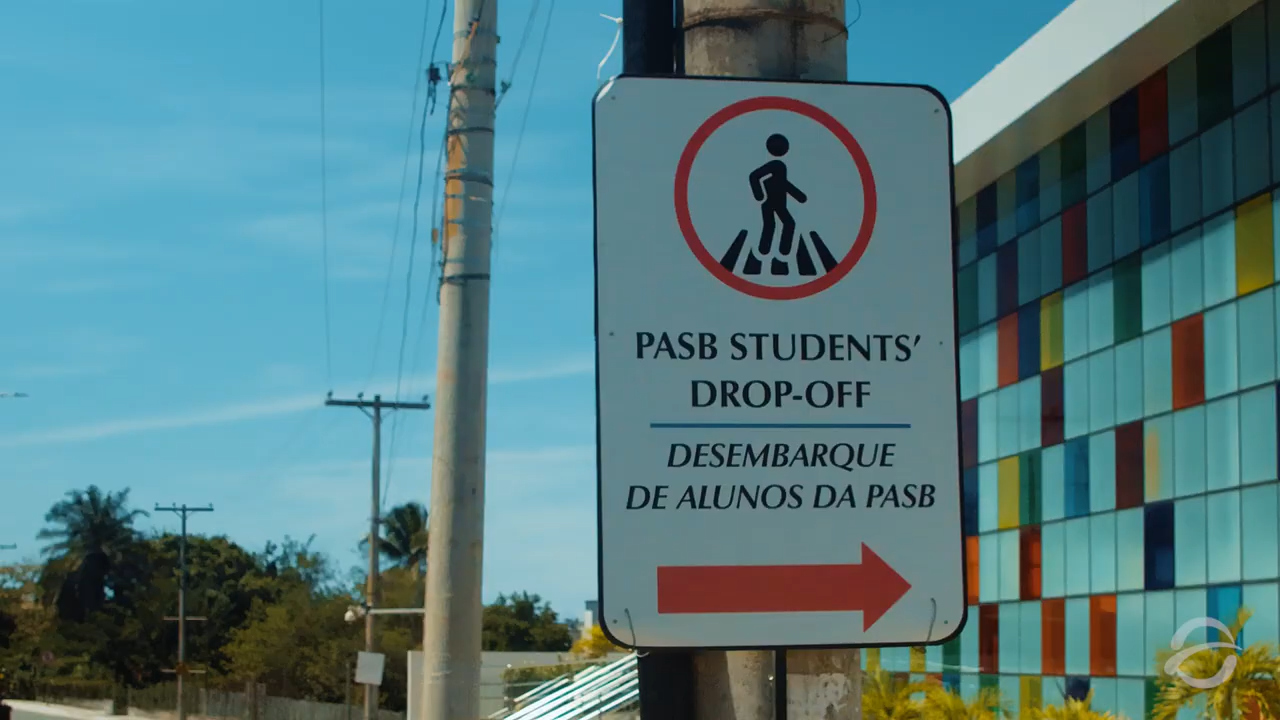 PASB STUDENTS'
DROP-OFF
DESEMBARQUE
DE ALUNOS DA PASB